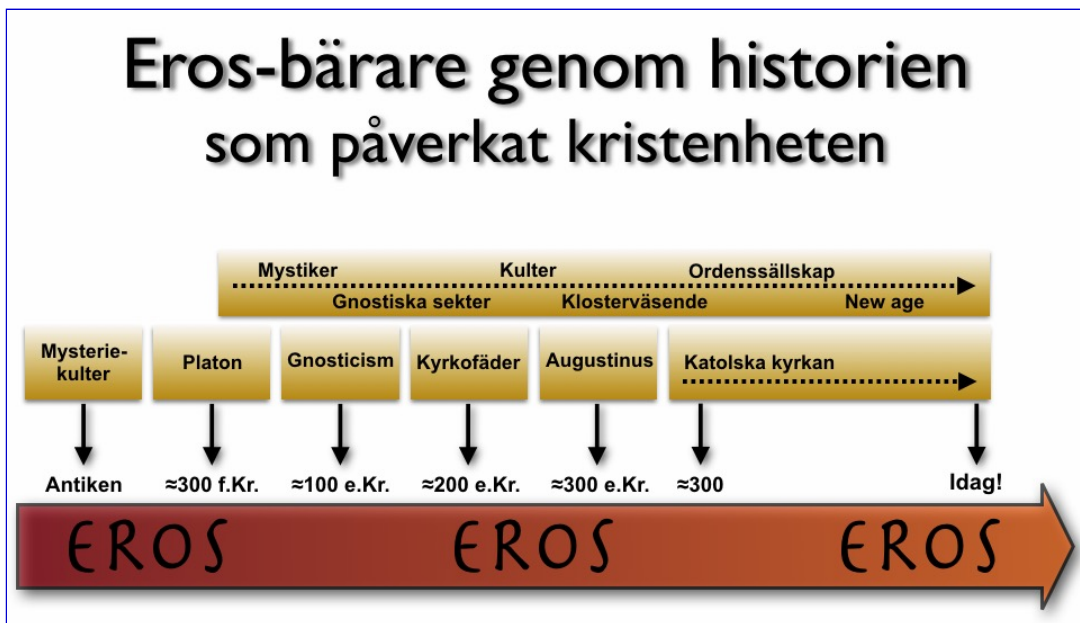 Eros-bärare genom historien
som påverkat kristenheten
Mystiker Kulter Ordenssällskap
Gnostiska sekter Klosterväsende New age
Mysterie-
kulter
Platon
Gnosticism
Kyrkofäder
Augustinus
Katolska kyrkan
Antiken ≈300 f.Kr. ≈100 e.Kr. ≈200 e.Kr. ≈300 e.Kr. ≈300 Idag!
EROS EROS EROS